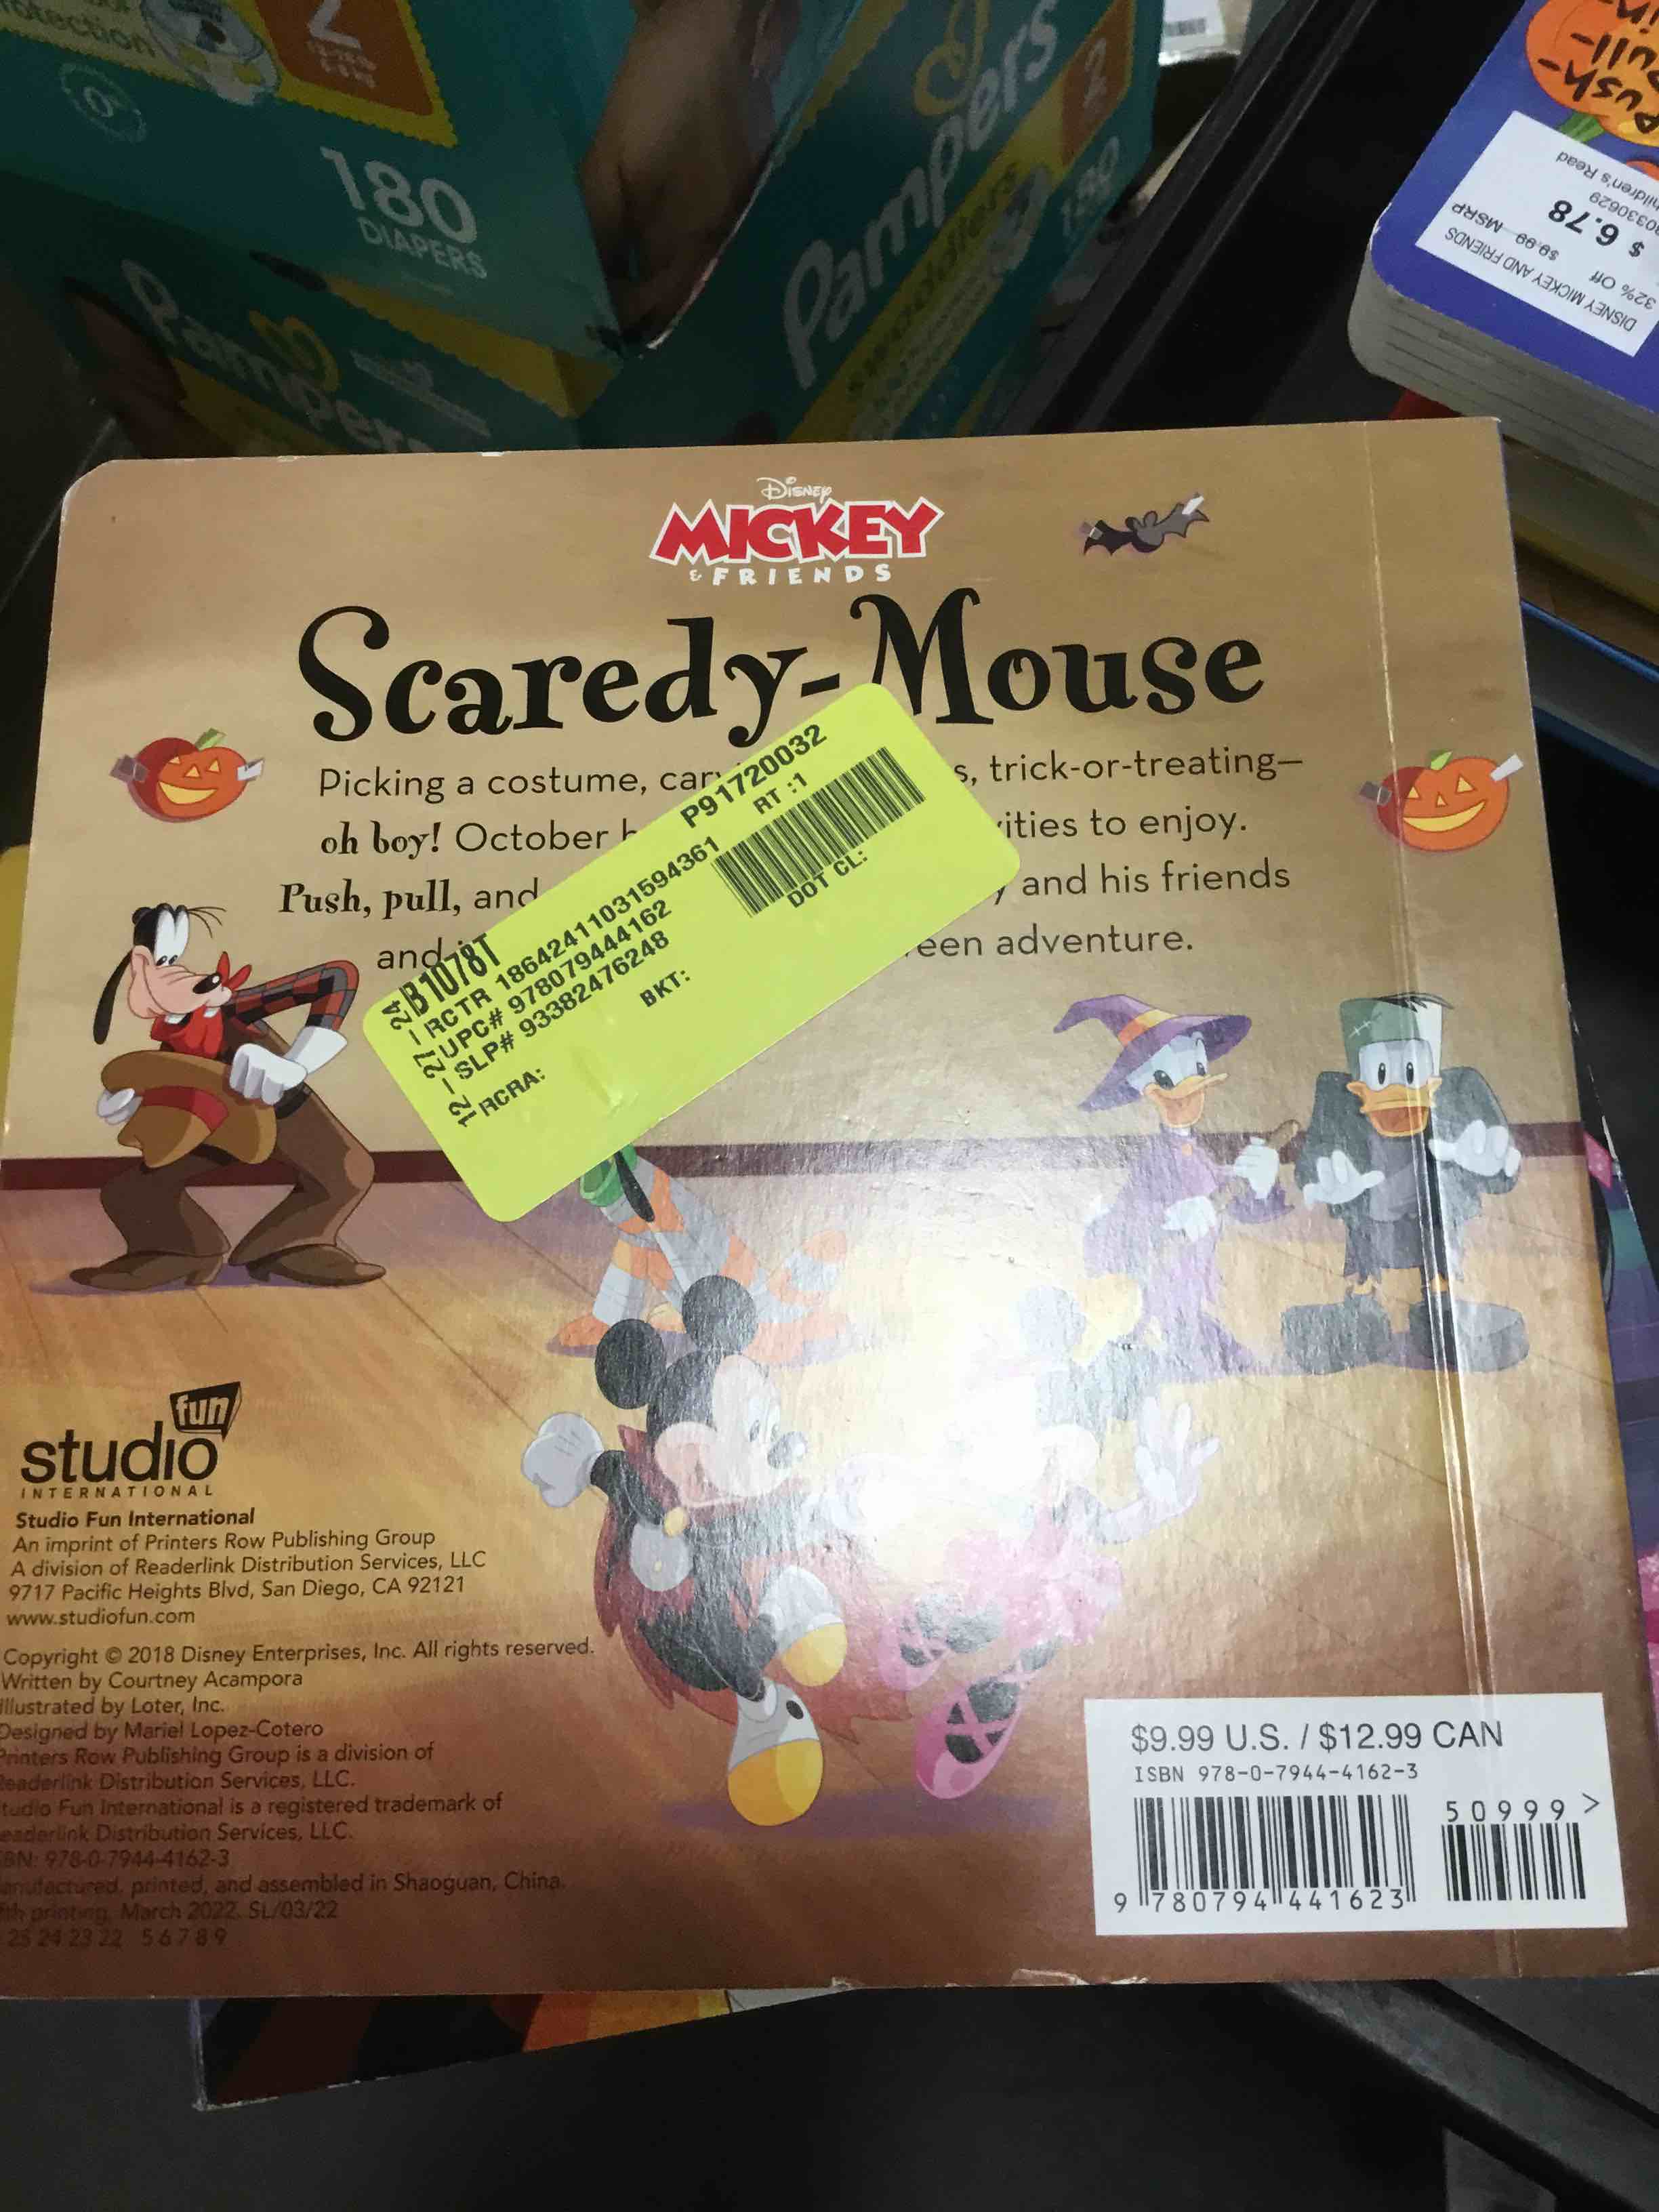 2
180
DIAPERS
Pampers
Pampers
swaddlers
2
180
Push-
DISNEY MICKEY AND FRIENDS
32% Off $9.99 MSRP
$ 6.78
Disney
MICKEY
& FRIENDS
Scaredy-Mouse
Picking a costume, s, trick-or-treating—
oh boy! October ities to enjoy.
Push, pull, and and his friends
and een adventure.
P91720032
RT :1
DOT CL:
B1078T
RCTR 18642411031594361
UPC# 9780794441623
SLP# 93382476248
RCRA:
BKT:
fun
studio
INTERNATIONAL
Studio Fun International
An imprint of Printers Row Publishing Group
A division of Readerlink Distribution Services, LLC
9717 Pacific Heights Blvd, San Diego, CA 92121
www.studiofun.com
Copyright © 2018 Disney Enterprises, Inc. All rights reserved.
Written by Courtney Acampora
Illustrated by Loter, Inc.
Designed by Mariel Lopez-Cotero
Printers Row Publishing Group is a division of
Readerlink Distribution Services, LLC.
Studio Fun International is a registered trademark of
Readerlink Distribution Services, LLC.
ISBN: 978-0-7944-4162-3
Manufactured, printed, and assembled in Shaoguan, China.
printing, March 2022. SL/03/22
25 24 23 22 5 6 7 8 9
$9.99 U.S. / $12.99 CAN
ISBN 978-0-7944-4162-3
50999>
9 780794 441623